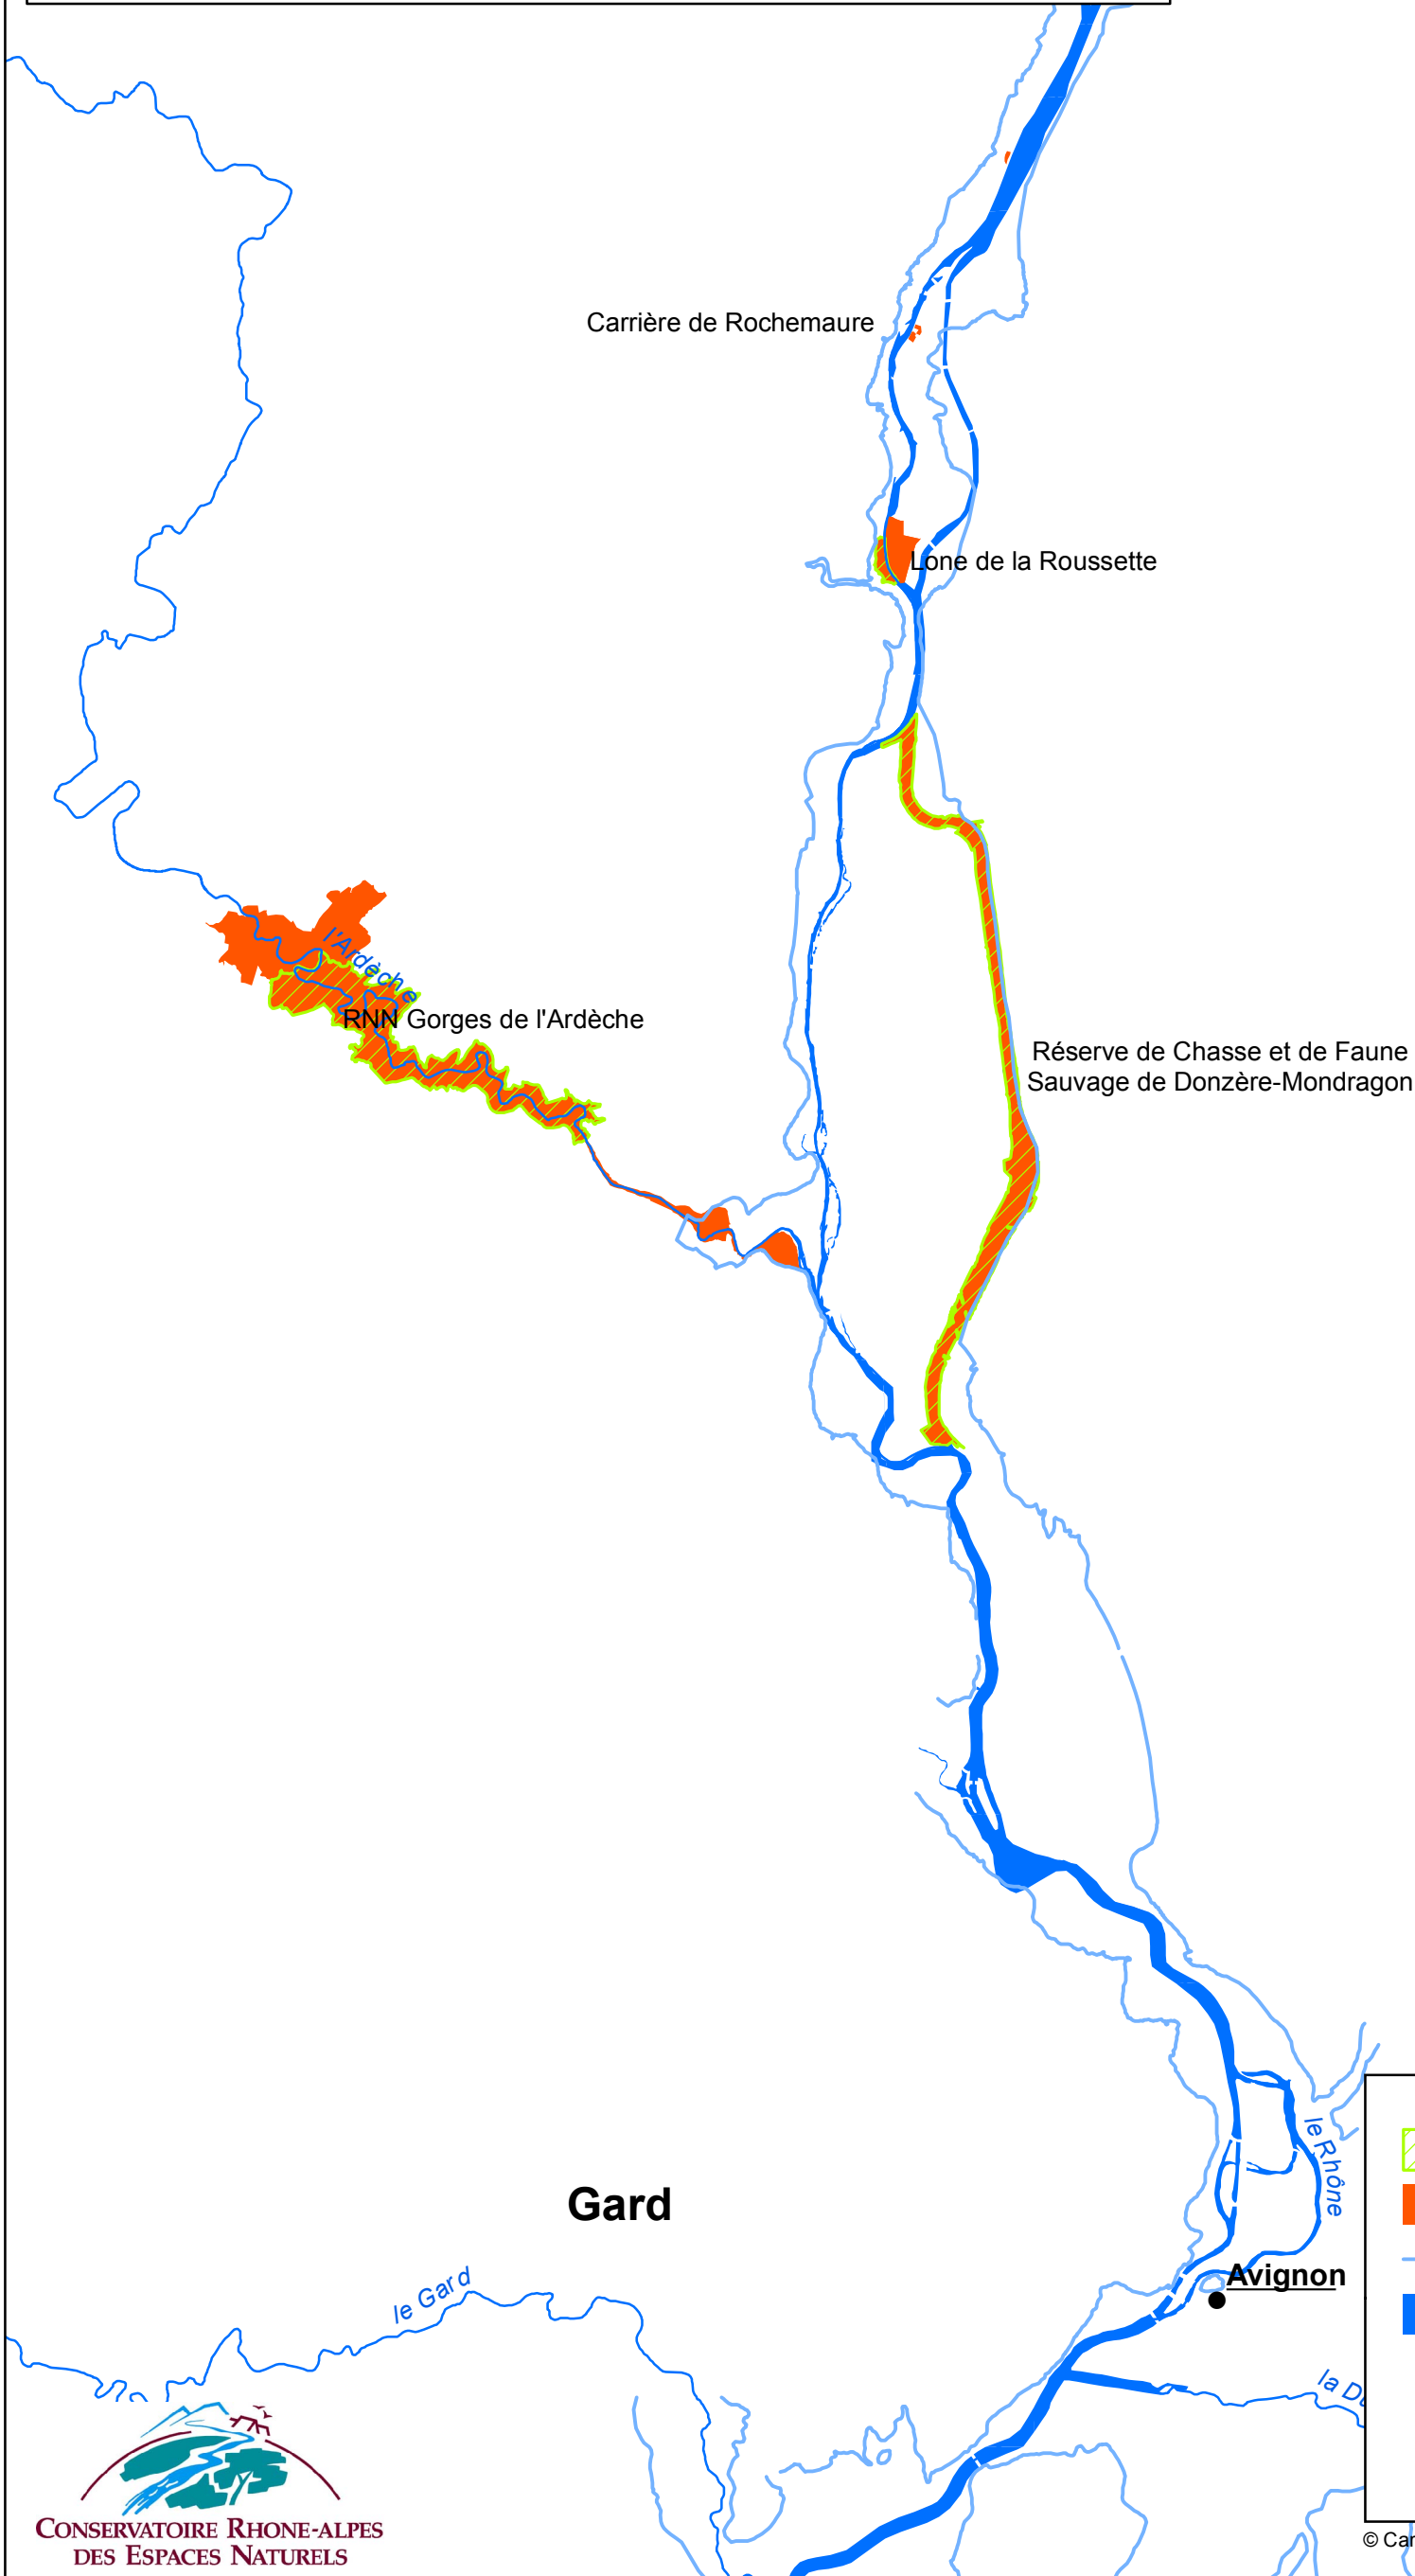 Carrière de Rochemaure
Lone de la Roussette
l'Ardèche
RNN Gorges de l'Ardèche
Réserve de Chasse et de Faune
Sauvage de Donzère-Mondragon
le Rhône
Gard
Avignon
le Gard
la
CONSERVATOIRE RHONE-ALPES
DES ESPACES NATURELS
©